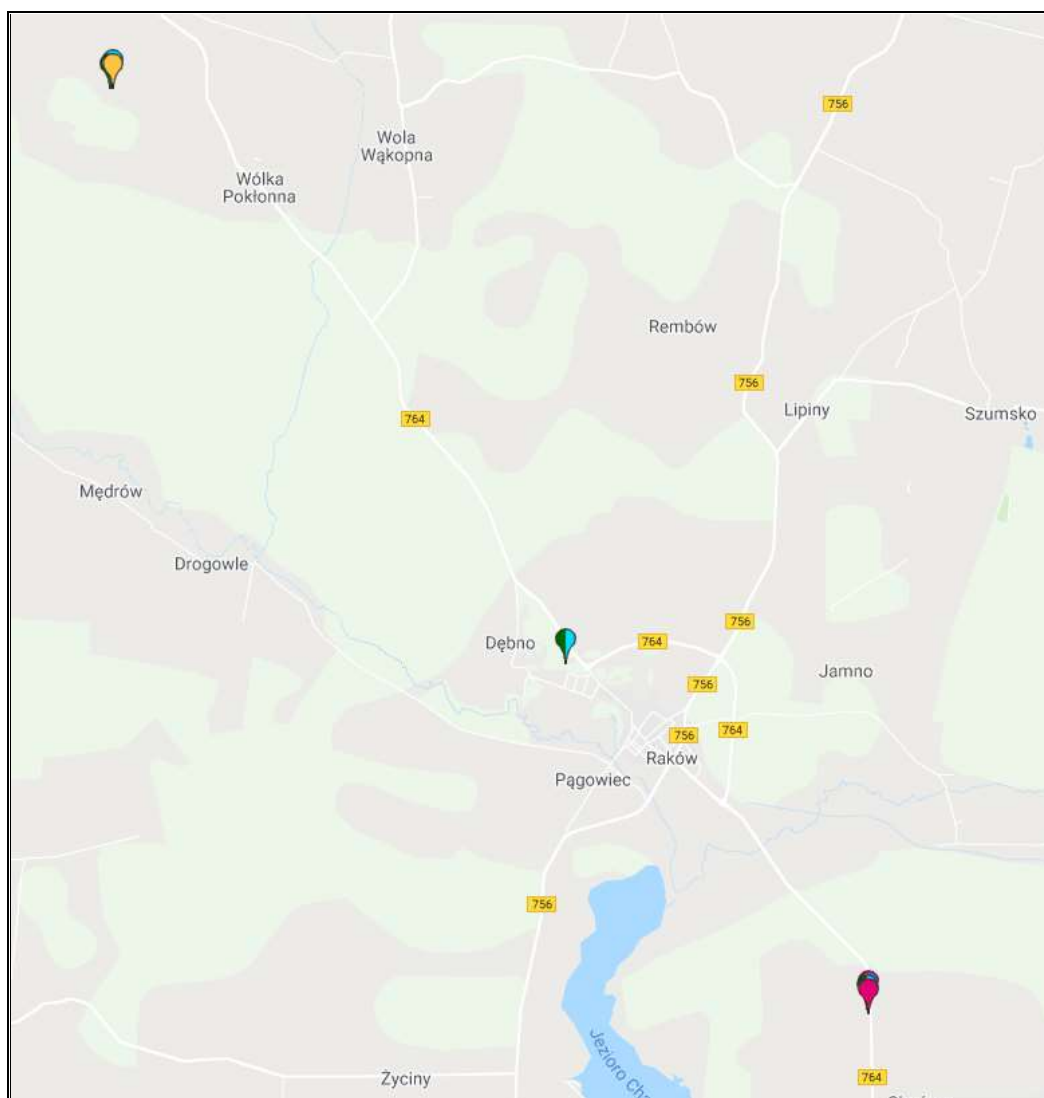 756
Wola
Wąkopna
Wólka
Pokłonna
Rembów
756
Lipiny
764
Szumsko
Mędrów
Drogowle
756
Dębno
764
Jamno
756
764
756
Raków
Pągowiec
756
Jezioro
764
Życiny